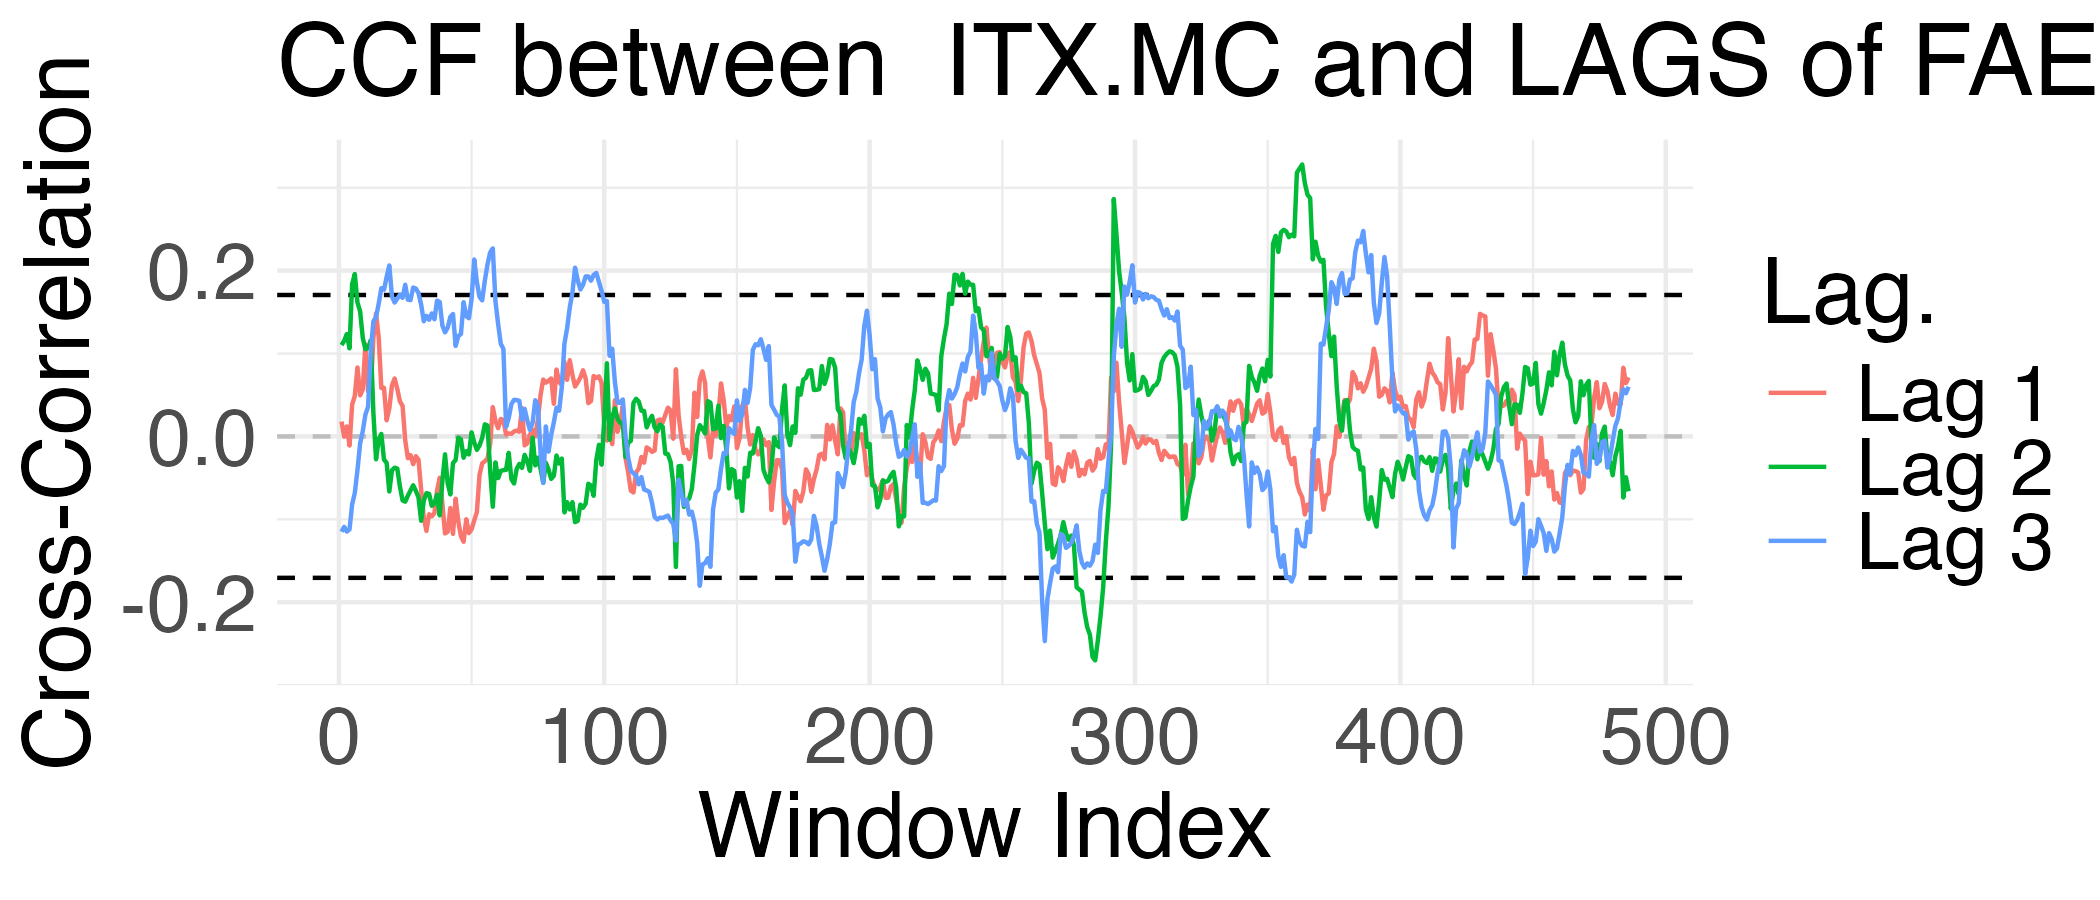 CCF between ITX.MC and LAGS of FAE
Cross-Correlation
0.2
0.0
-0.2
0 100 200 300 400 500
Window Index
Lag.
Lag 1
Lag 2
Lag 3